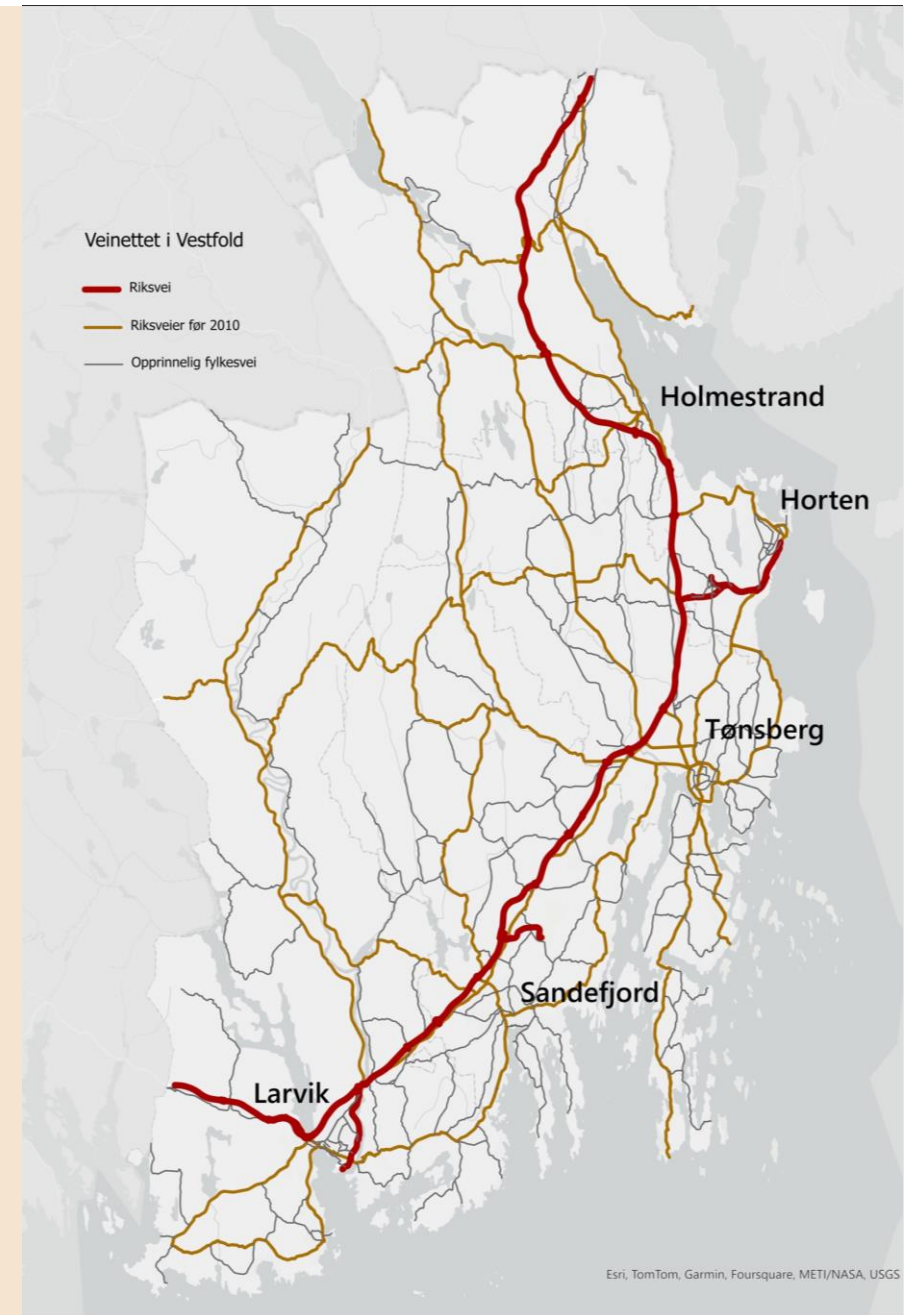 Veinettet i Vestfold
Riksvei
Riksveier før 2010
Opprinnelig fylkesvei
Holmestrand
Horten
Tønsberg
Sandefjord
Larvik
Esri, TomTom, Garmin, Foursquare, METI/NASA, USGS